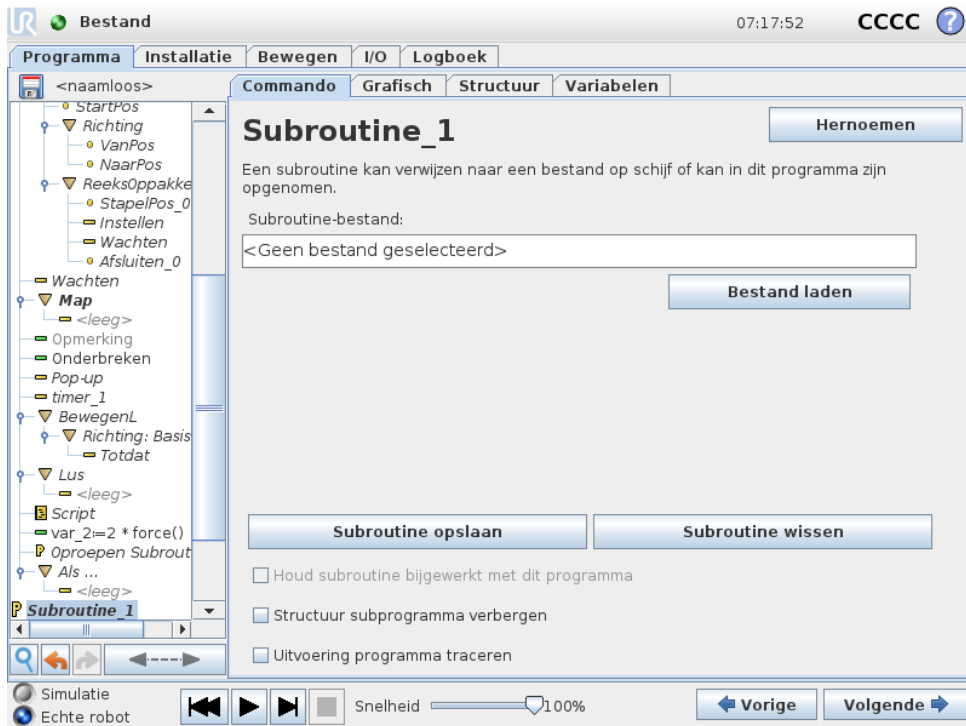 UR Bestand 07:17:52 CCCC ?
Programma Installatie Bewegen I/O Logboek
<naamloos>
Commando Grafisch Structuur Variabelen
StartPos
Richting
VanPos
NaarPos
ReeksOppakke
StapelPos_0
Instellen
Wachten
Afsluiten_0
Wachten
Map
<leeg>
Opmerking
Onderbreken
Pop-up
timer_1
BewegenL
Richting: Basis
Totdat
Lus
<leeg>
Script
var_2:=2 * force()
Oproepen Subrout
Als ...
<leeg>
Subroutine_1
Subroutine_1
Hernoemen
Een subroutine kan verwijzen naar een bestand op schijf of kan in dit programma zijn
opgenomen.
Subroutine-bestand:
<Geen bestand geselecteerd>
Bestand laden
Subroutine opslaan Subroutine wissen
Houd subroutine bijgewerkt met dit programma
Structuur subprogramma verbergen
Uitvoering programma traceren
Simulatie
Echte robot
Snelheid 100%
Vorige Volgende